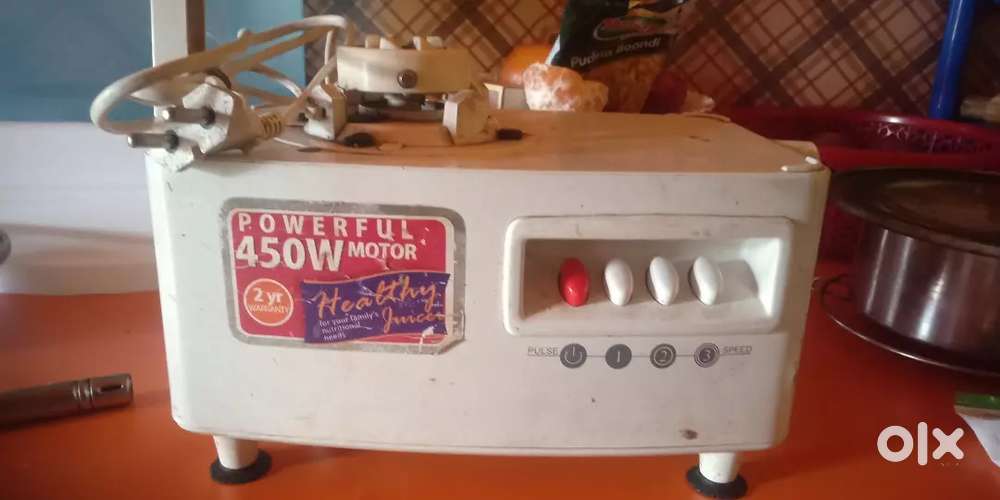 Pudina Boondi
POWERFUL
450W MOTOR
2 yr
WARRANTY
Healthy
Juicer
for your family's
nutritional
needs
PULSE 1 2 3 SPEED
olx